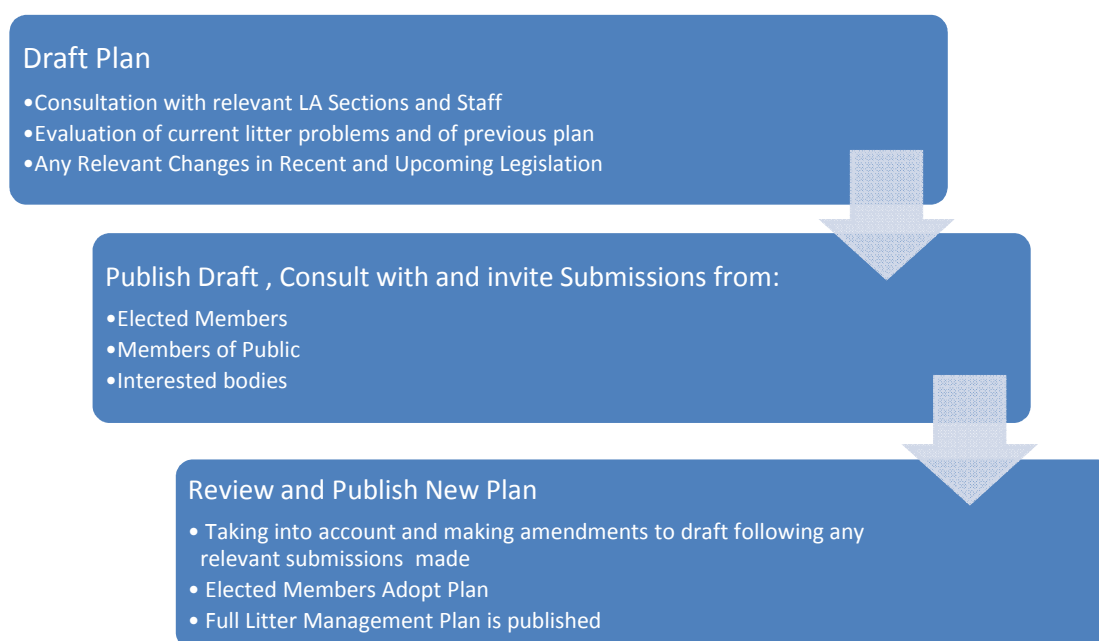 Draft Plan
•Consultation with relevant LA Sections and Staff
•Evaluation of current litter problems and of previous plan
•Any Relevant Changes in Recent and Upcoming Legislation
Publish Draft , Consult with and invite Submissions from:
•Elected Members
•Members of Public
•Interested bodies
Review and Publish New Plan
• Taking into account and making amendments to draft following any
relevant submissions made
• Elected Members Adopt Plan
• Full Litter Management Plan is published